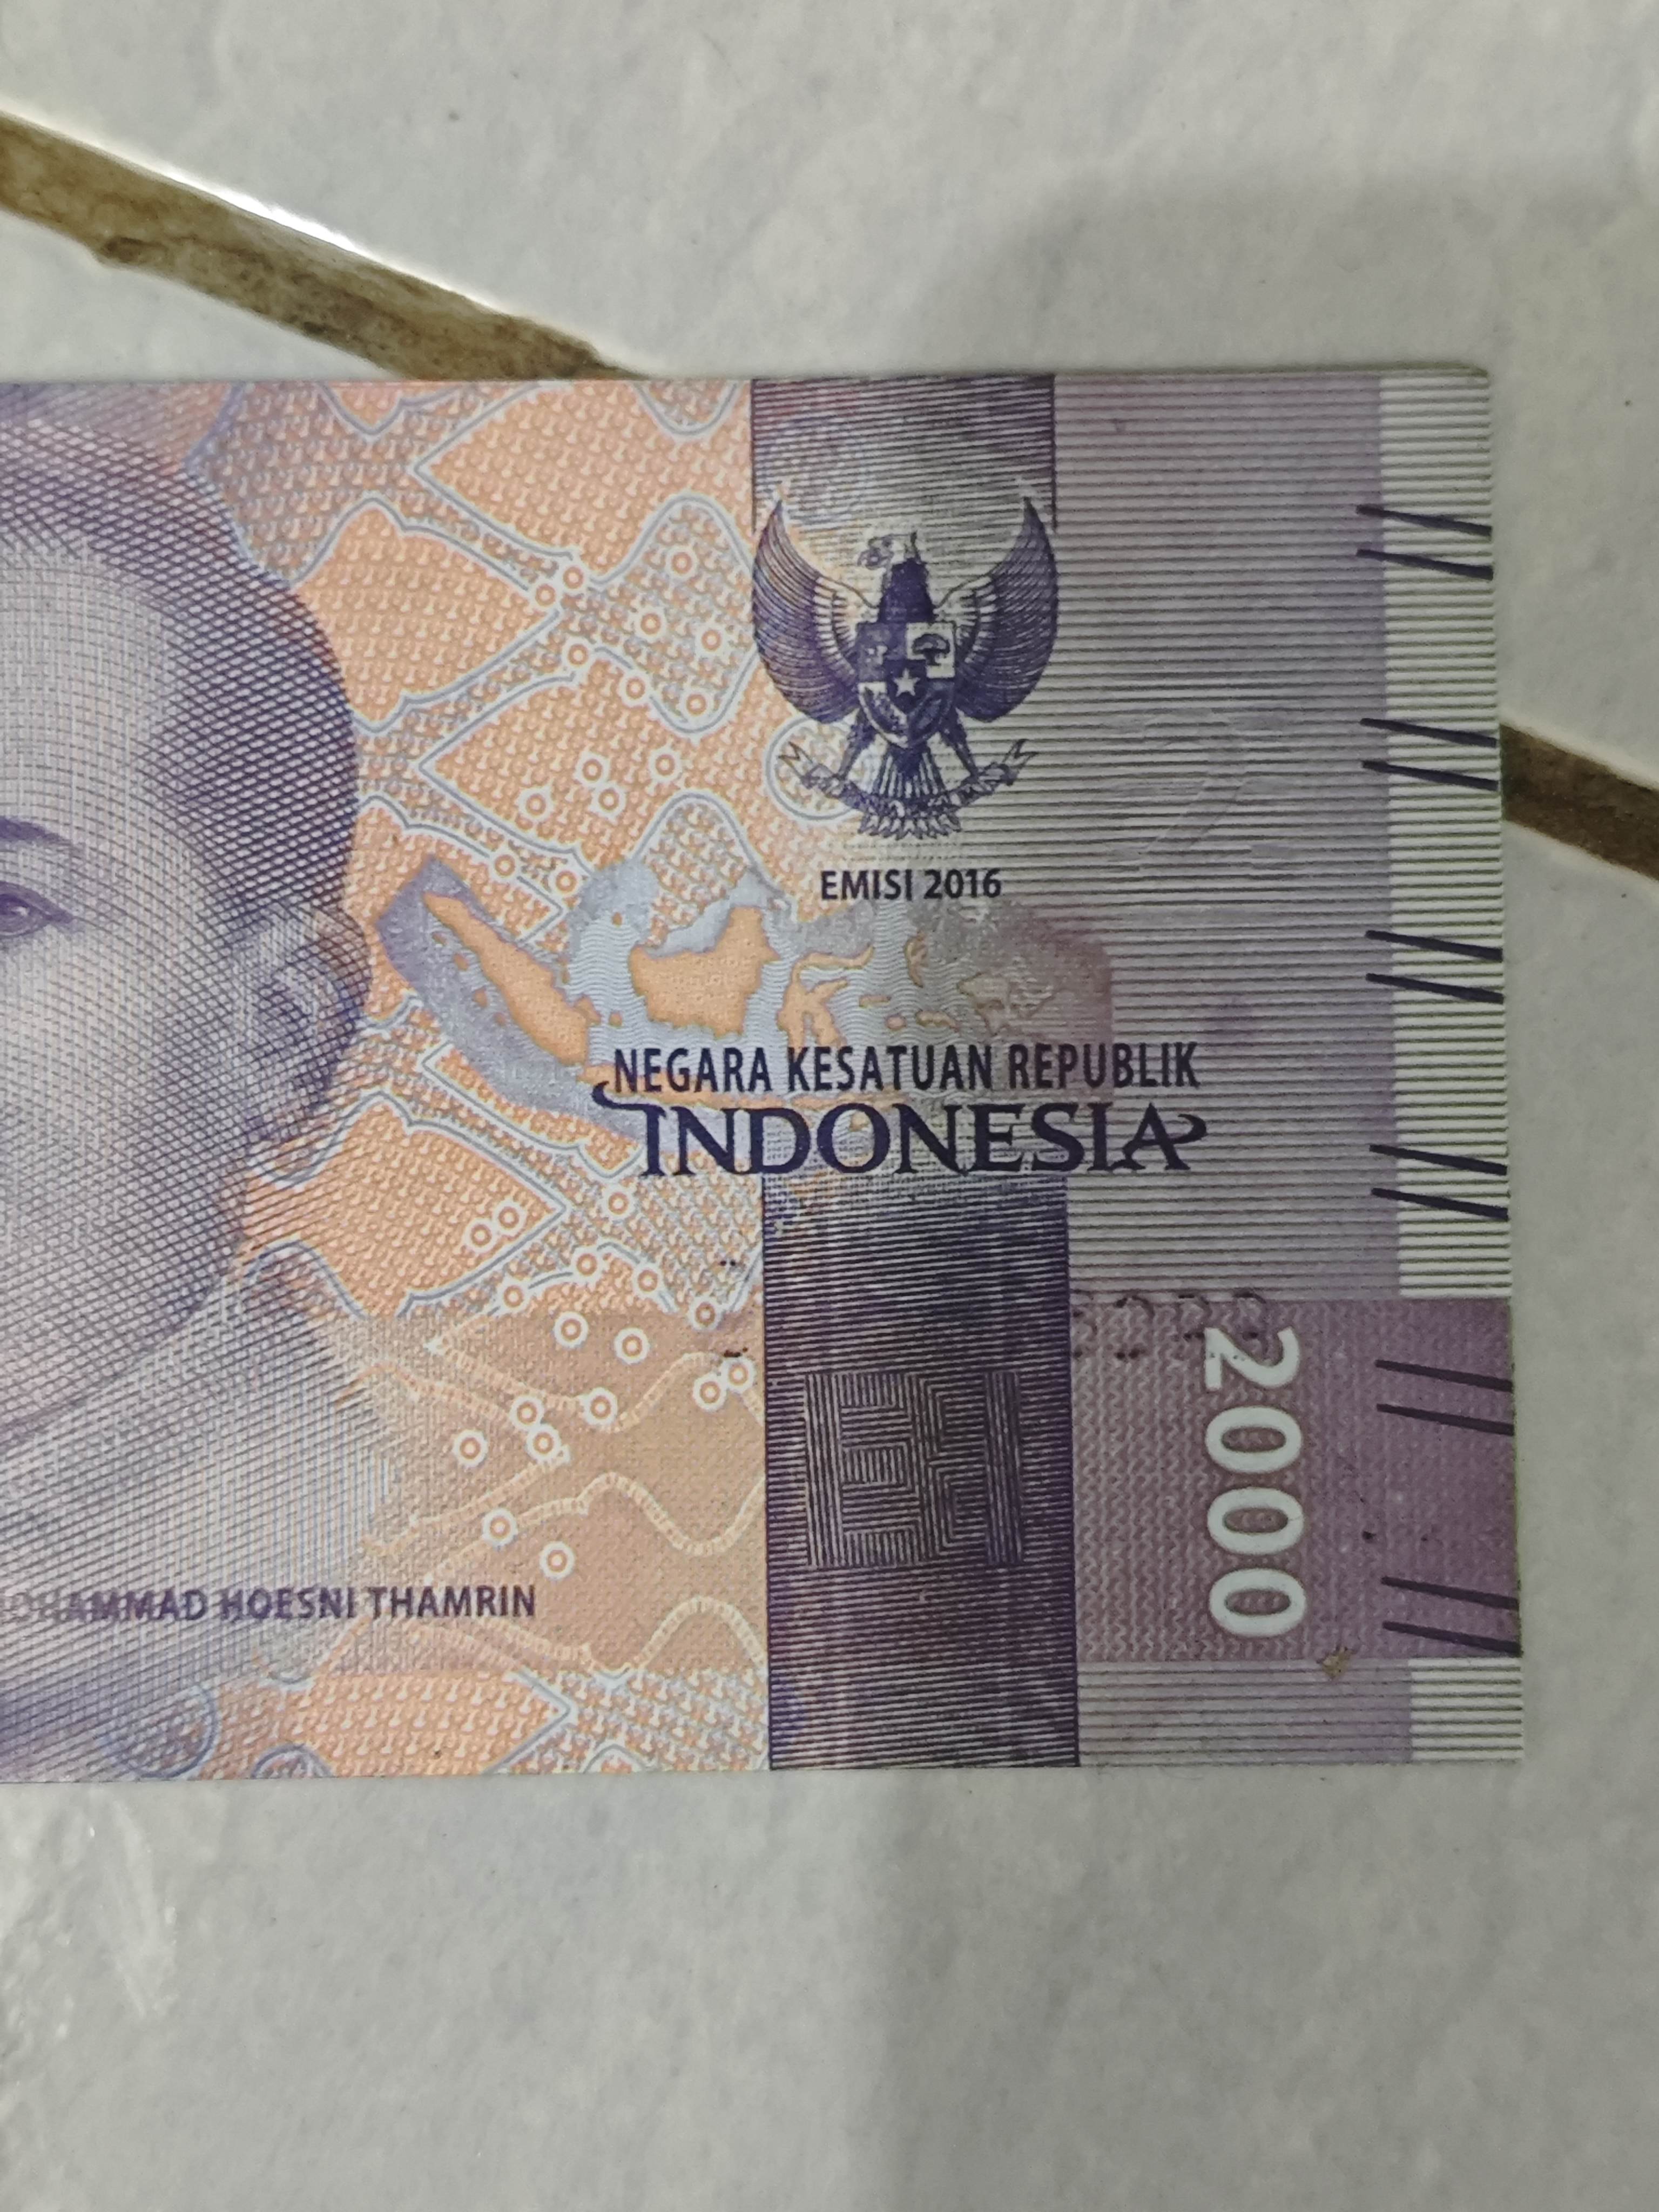 EMISI 2016
NEGARA KESATUAN REPUBLIK
INDONESIA
2000
HOESNI THAMRIN